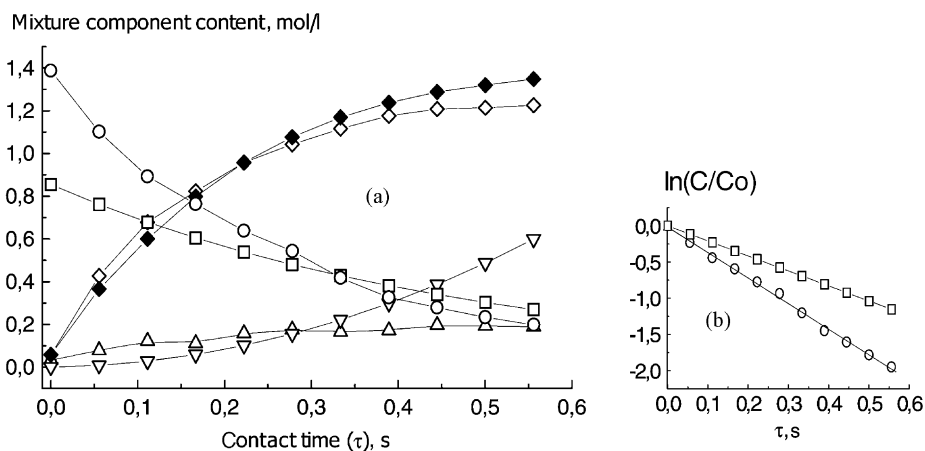 Mixture component content, mol/l
1,4
1,2
1,0
0,8
0,6
0,4
0,2
0,0
0,0 0,1 0,2 0,3 0,4 0,5 0,6
Contact time (τ), s
(a)
ln(C/Co)
0,0
-0,5
-1,0
-1,5
-2,0
0,0 0,1 0,2 0,3 0,4 0,5 0,6
τ, s
(b)